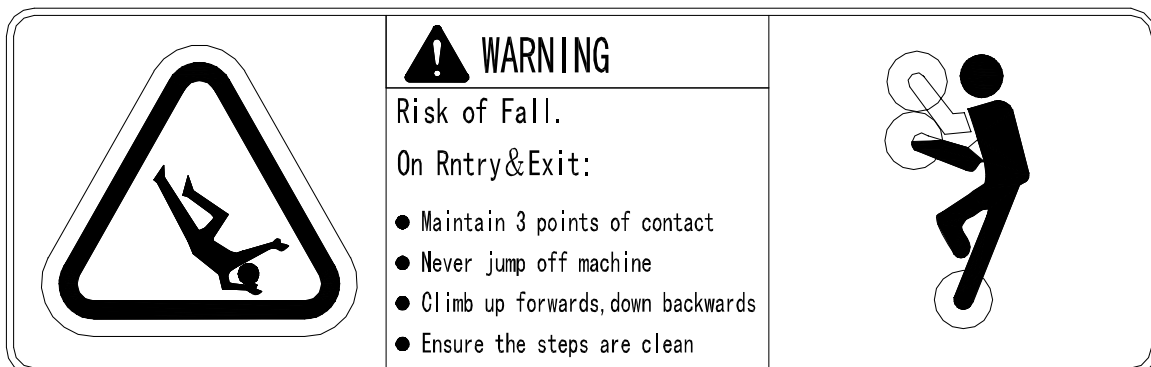 WARNING
Risk of Fall.
On Rntry&Exit:
● Maintain 3 points of contact
● Never jump off machine
● Climb up forwards,down backwards
● Ensure the steps are clean